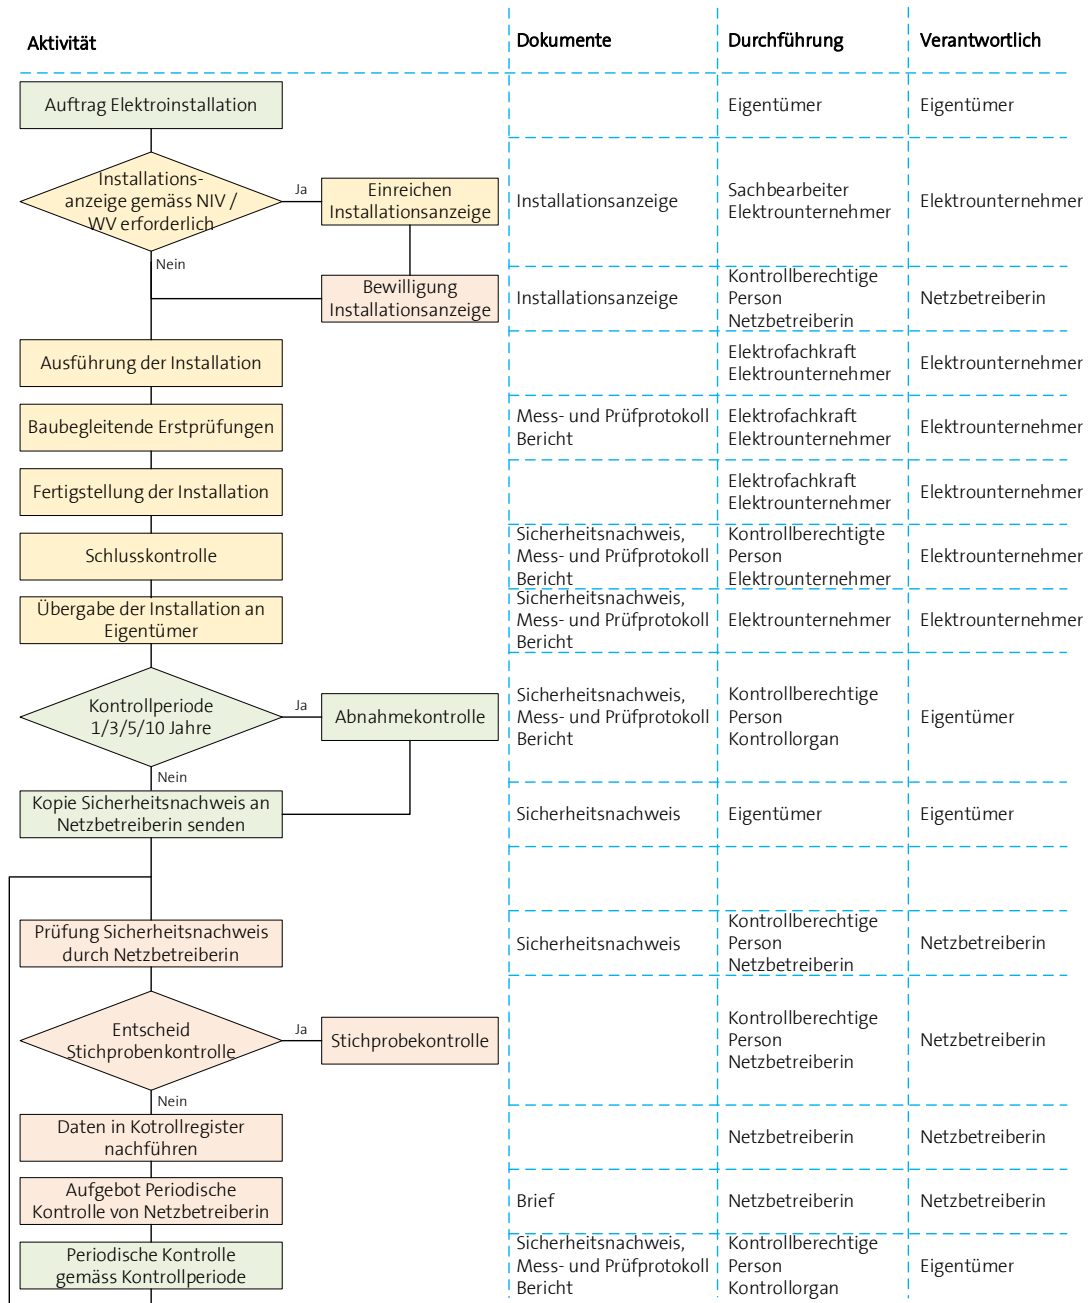 Aktivität
Dokumente
Durchführung
Verantwortlich
Auftrag Elektroinstallation
Eigentümer
Eigentümer
Installations-
anzeige gemäss NIV /
WV erforderlich
Ja
Nein
Einreichen
Installationsanzeige
Installationsanzeige
Sachbearbeiter
Elektrounternehmer
Elektrounternehmer
Bewilligung
Installationsanzeige
Installationsanzeige
Kontrollberechtige
Person
Netzbetreiberin
Netzbetreiberin
Ausführung der Installation
Elektrofachkraft
Elektrounternehmer
Elektrounternehmer
Baubegleitende Erstprüfungen
Mess- und Prüfprotokoll
Bericht
Elektrofachkraft
Elektrounternehmer
Elektrounternehmer
Fertigstellung der Installation
Elektrofachkraft
Elektrounternehmer
Elektrounternehmer
Schlusskontrolle
Sicherheitsnachweis,
Mess- und Prüfprotokoll
Bericht
Kontrollberechtigte
Person
Elektrounternehmer
Elektrounternehmer
Übergabe der Installation an
Eigentümer
Sicherheitsnachweis,
Mess- und Prüfprotokoll
Bericht
Elektrounternehmer
Elektrounternehmer
Kontrollperiode
1/3/5/10 Jahre
Ja
Nein
Abnahmekontrolle
Sicherheitsnachweis,
Mess- und Prüfprotokoll
Bericht
Kontrollberechtige
Person
Kontrollorgan
Eigentümer
Kopie Sicherheitsnachweis an
Netzbetreiberin senden
Sicherheitsnachweis
Eigentümer
Eigentümer
Prüfung Sicherheitsnachweis
durch Netzbetreiberin
Sicherheitsnachweis
Kontrollberechtige
Person
Netzbetreiberin
Netzbetreiberin
Entscheid
Stichprobenkontrolle
Ja
Nein
Stichprobekontrolle
Kontrollberechtige
Person
Netzbetreiberin
Netzbetreiberin
Daten in Kotrollregister
nachführen
Netzbetreiberin
Netzbetreiberin
Aufgebot Periodische
Kontrolle von Netzbetreiberin
Brief
Netzbetreiberin
Netzbetreiberin
Periodische Kontrolle
gemäss Kontrollperiode
Sicherheitsnachweis,
Mess- und Prüfprotokoll
Bericht
Kontrollberechtige
Person
Kontrollorgan
Eigentümer